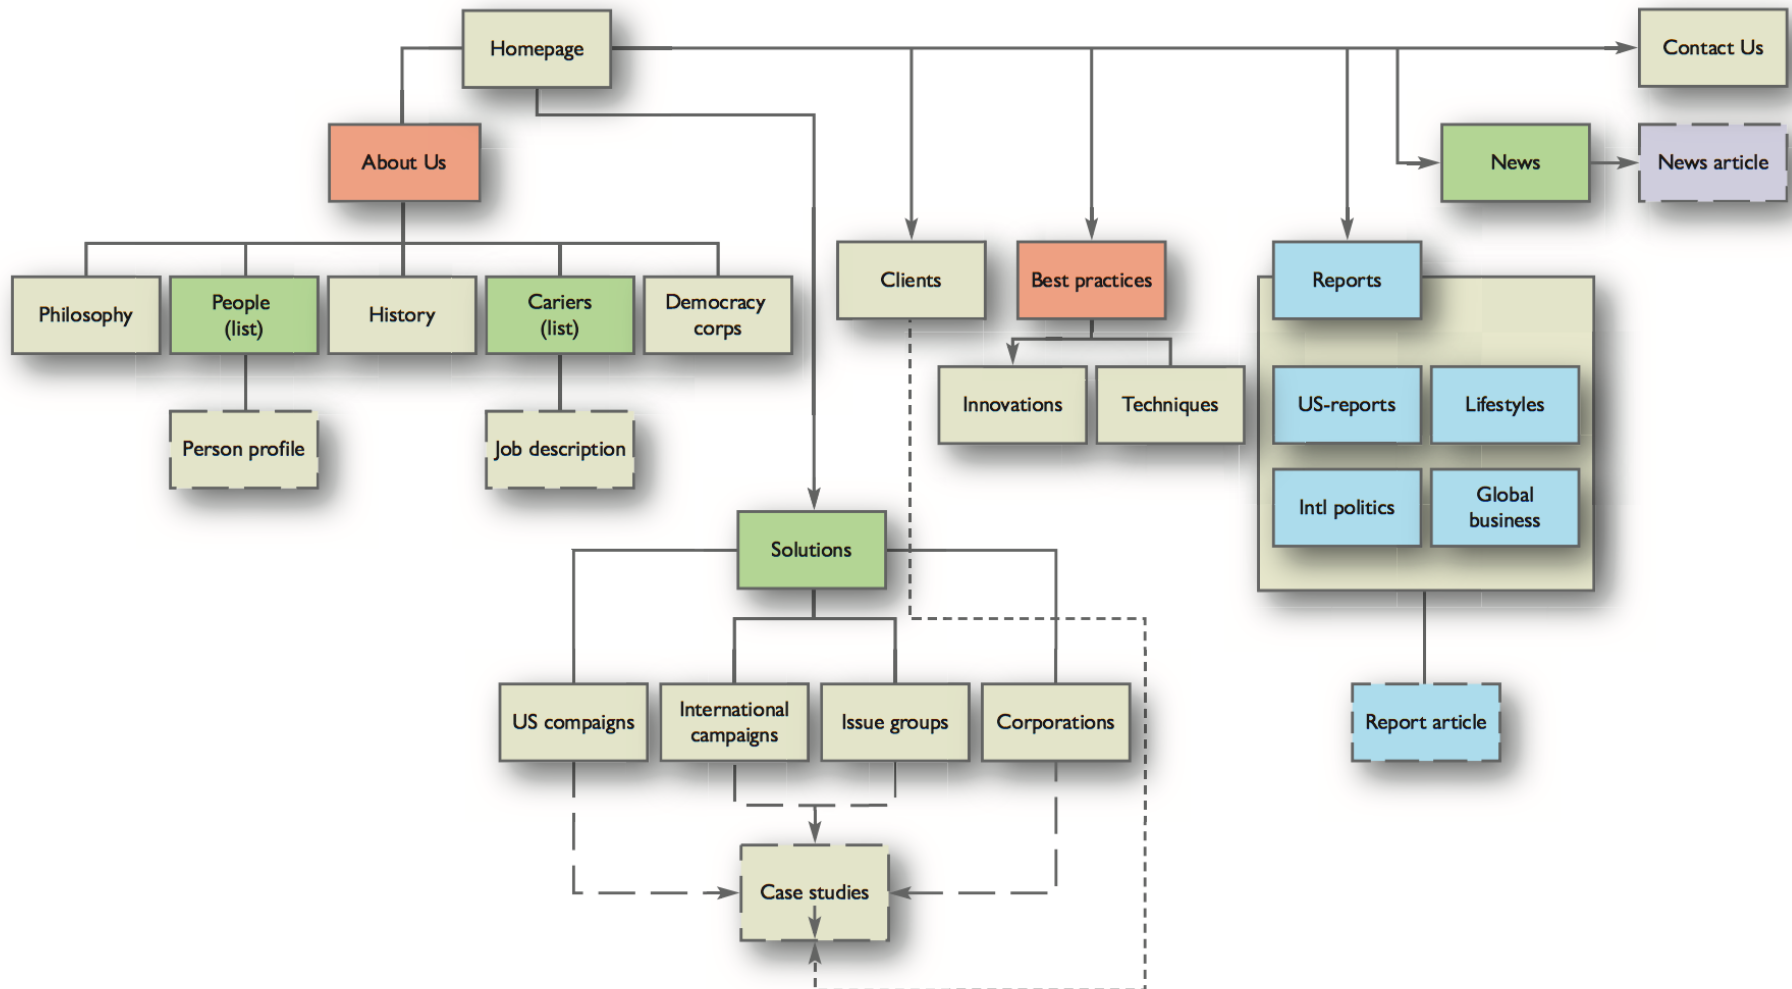 Homepage
Contact Us
About Us
News
News article
Clients
Best practices
Reports
Philosophy
People
(list)
History
Cariers
(list)
Democracy
corps
Innovations
Techniques
US-reports
Lifestyles
Person profile
Job description
Intl politics
Global
business
Solutions
US compaigns
International
campaigns
Issue groups
Corporations
Report article
Case studies